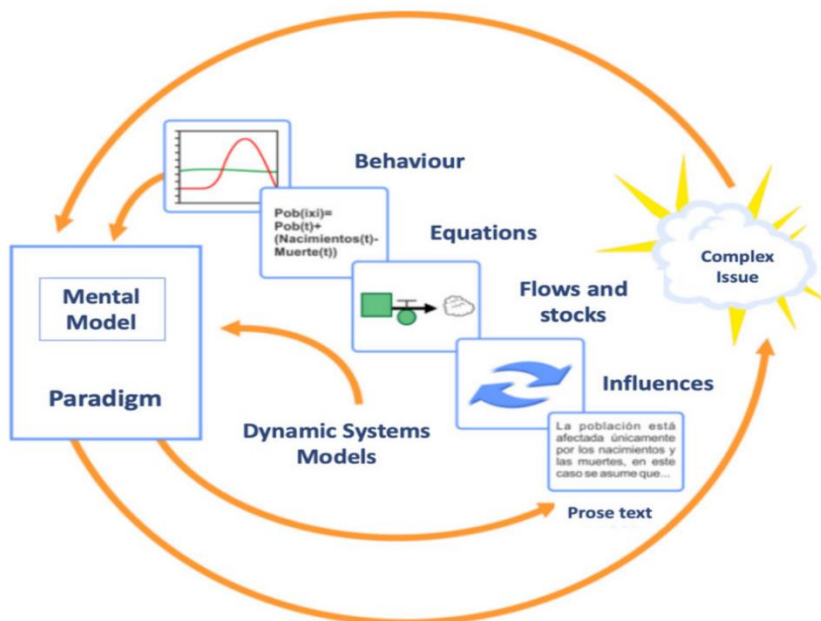 Behaviour
Pob(ixi)=
Pob(t)+
(Nacimientos(t)-
Muerte(t))
Equations
Complex
Issue
Mental
Model
Flows and
stocks
Paradigm
Influences
Dynamic Systems
Models
La población está
afectada únicamente
por los nacimientos y
las muertes, en este
caso se asume que...
Prose text